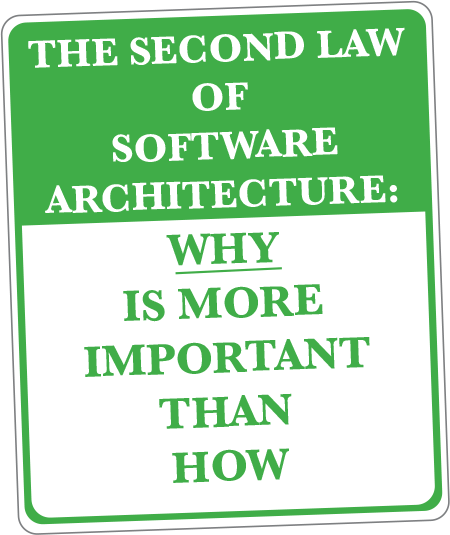 THE SECOND LAW
OF
SOFTWARE
ARCHITECTURE:
WHY
IS MORE
IMPORTANT
THAN
HOW